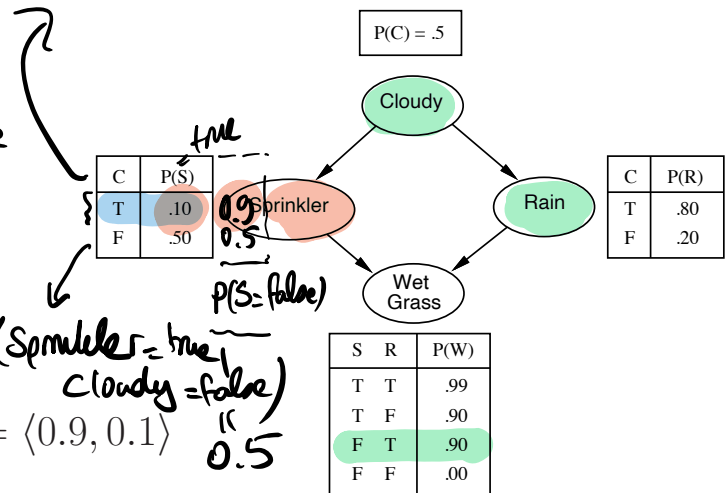 P(C) = .5
Cloudy
true
C P(S)
T .10 0.9
F .50 0.5
Sprinkler
Rain
C P(R)
T .80
F .20
P(S=false)
Wet
Grass
(Sprinkler=true,
Cloudy=false)
=
0.5
= ⟨0.9, 0.1⟩
S R P(W)
T T .99
T F .90
F T .90
F F .00